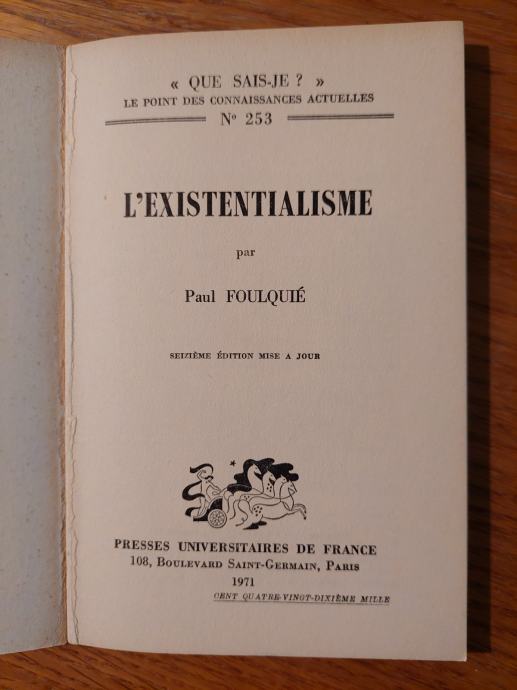 « QUE SAIS-JE ? »
LE POINT DES CONNAISSANCES ACTUELLES
Nº 253
L'EXISTENTIALISME
par
Paul FOULQUIÉ
SEIZIÈME ÉDITION MISE A JOUR
PRESSES UNIVERSITAIRES DE FRANCE
108, BOULEVARD SAINT-GERMAIN, PARIS
1971
CENT QUATRE-VINGT-DIXIÈME MILLE